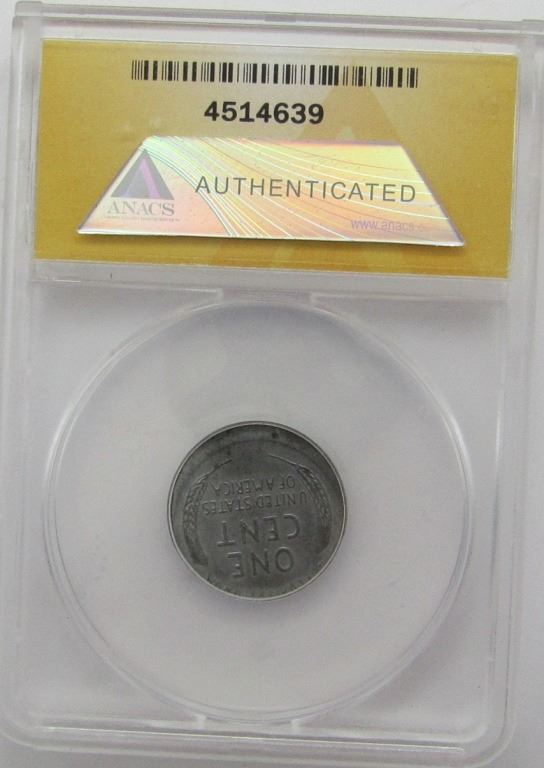 4514639
ANACS
AUTHENTICATED
www.anacs.
ONE
CENT
UNITED STATES
OF AMERICA